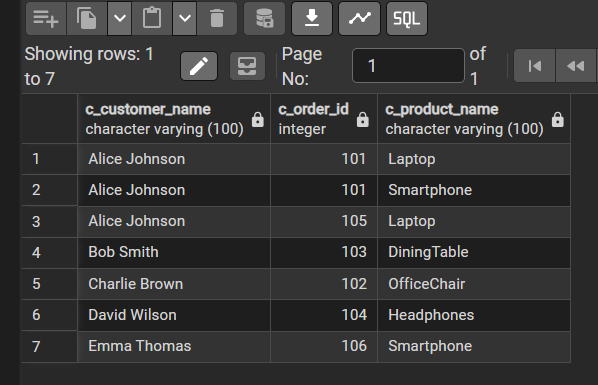 SQL
Showing rows: 1 to 7
Page No: 1 of 1
c_customer_name c_order_id c_product_name
character varying (100) integer character varying (100)
1 Alice Johnson 101 Laptop
2 Alice Johnson 101 Smartphone
3 Alice Johnson 105 Laptop
4 Bob Smith 103 DiningTable
5 Charlie Brown 102 OfficeChair
6 David Wilson 104 Headphones
7 Emma Thomas 106 Smartphone